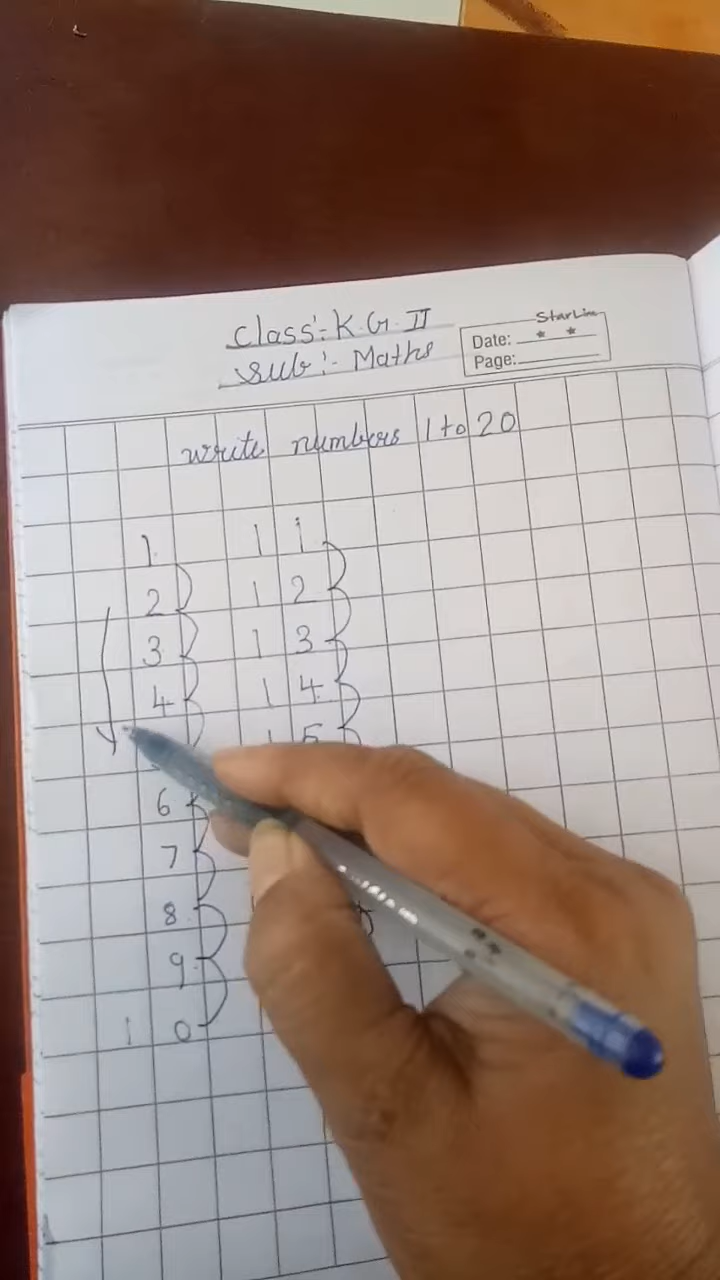 Class:- K.G. II
Sub:- Maths
StarLine
Date:
Page:
write numbers 1 to 20
1 11
2 12
3 13
4 14
15
6
7
8
9
10